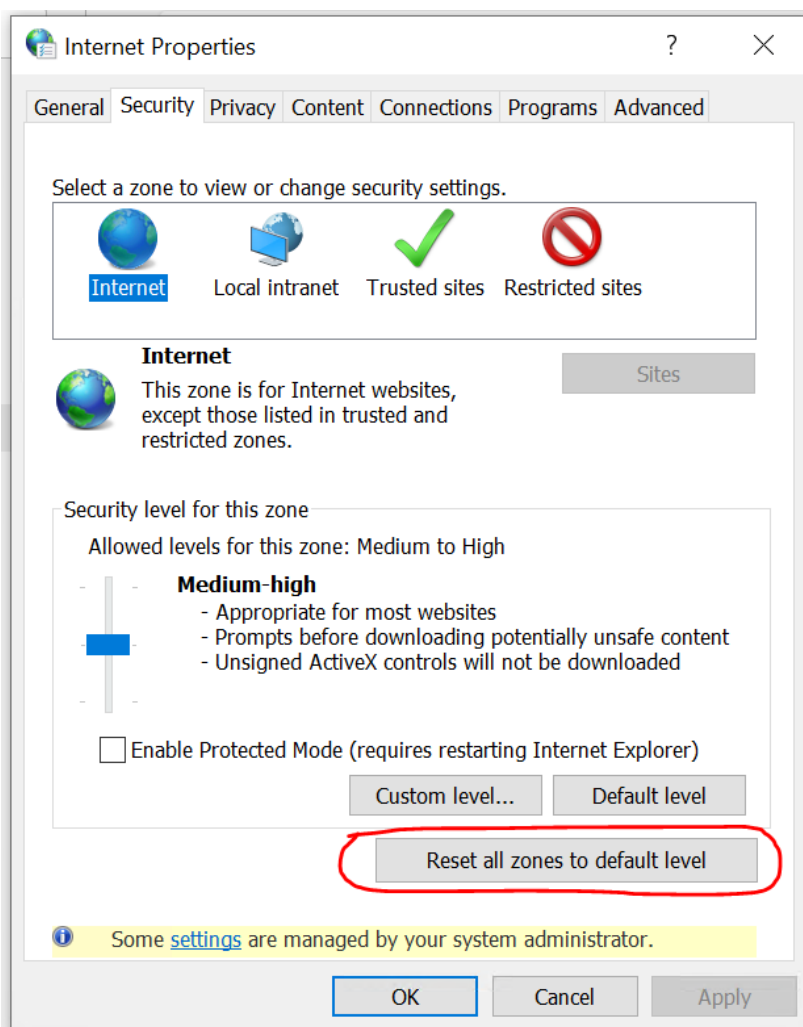 Internet Properties
?
General Security Privacy Content Connections Programs Advanced
Select a zone to view or change security settings.
Internet Local intranet Trusted sites Restricted sites
Internet
Sites
This zone is for Internet websites,
except those listed in trusted and
restricted zones.
Security level for this zone
Allowed levels for this zone: Medium to High
Medium-high
- Appropriate for most websites
- Prompts before downloading potentially unsafe content
- Unsigned ActiveX controls will not be downloaded
Enable Protected Mode (requires restarting Internet Explorer)
Custom level... Default level
Reset all zones to default level
Some settings are managed by your system administrator.
OK Cancel Apply